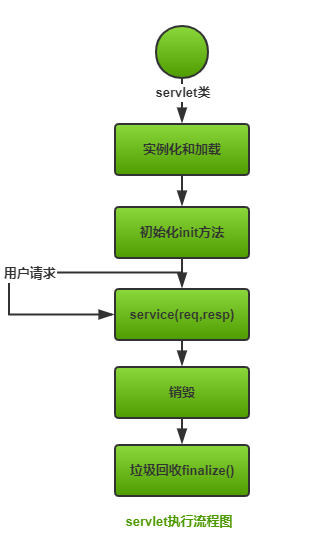 servlet类
实例化和加载
初始化init方法
用户请求
service(req,resp)
销毁
垃圾回收finalize()
servlet执行流程图